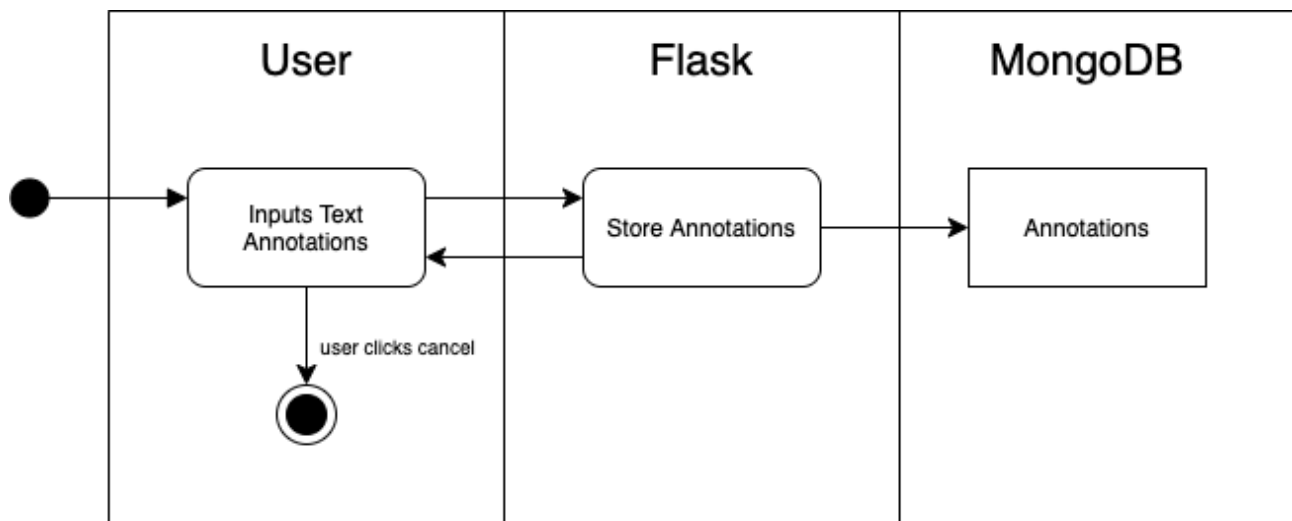 User
Flask
MongoDB
Inputs Text
Annotations
Store Annotations
Annotations
user clicks cancel